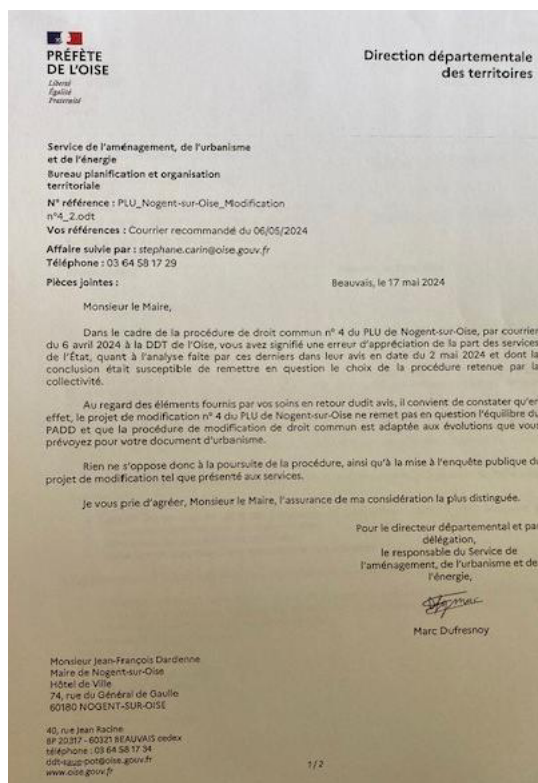 PRÉFÈTE
DE L'OISE
Liberté
Égalité
Fraternité
Direction départementale
des territoires
Service de l'aménagement, de l'urbanisme
et de l'énergie
Bureau planification et organisation
territoriale
N° référence : PLU_Nogent-sur-Oise_Modification
n°4_2.odt
Vos références : Courrier recommandé du 06/05/2024
Affaire suivie par : stephane.carin@oise.gouv.fr
Téléphone : 03 64 58 17 29
Pièces jointes :
Beauvais, le 17 mai 2024
Monsieur le Maire,
Dans le cadre de la procédure de droit commun n° 4 du PLU de Nogent-sur-Oise, par courrier
du 6 avril 2024 à la DDT de l'Oise, vous avez signifié une erreur d'appréciation de la part des services
de l'État, quant à l'analyse faite par ces derniers dans leur avis en date du 2 mai 2024 et dont la
conclusion était susceptible de remettre en question le choix de la procédure retenue par la
collectivité.
Au regard des éléments fournis par vos soins en retour dudit avis, il convient de constater qu'en
effet, le projet de modification n° 4 du PLU de Nogent-sur-Oise ne remet pas en question l'équilibre du
PADD et que la procédure de modification de droit commun est adaptée aux évolutions que vous
prévoyez pour votre document d'urbanisme.
Rien ne s'oppose donc à la poursuite de la procédure, ainsi qu'à la mise à l'enquête publique du
projet de modification tel que présenté aux services.
Je vous prie d'agréer, Monsieur le Maire, l'assurance de ma considération la plus distinguée.
Pour le directeur départemental et par
délégation,
le responsable du Service de
l'aménagement, de l'urbanisme et de
l'énergie,
Marc Dufresnoy
Monsieur Jean-François Dardenne
Maire de Nogent-sur-Oise
Hôtel de Ville
74, rue du Général de Gaulle
60180 NOGENT-SUR-OISE
40, rue Jean Racine
BP 20317 - 60021 BEAUVAIS cedex
téléphone : 03 64 58 17 34
ddt-saue-pot@oise.gouv.fr
www.oise.gouv.fr
1/2